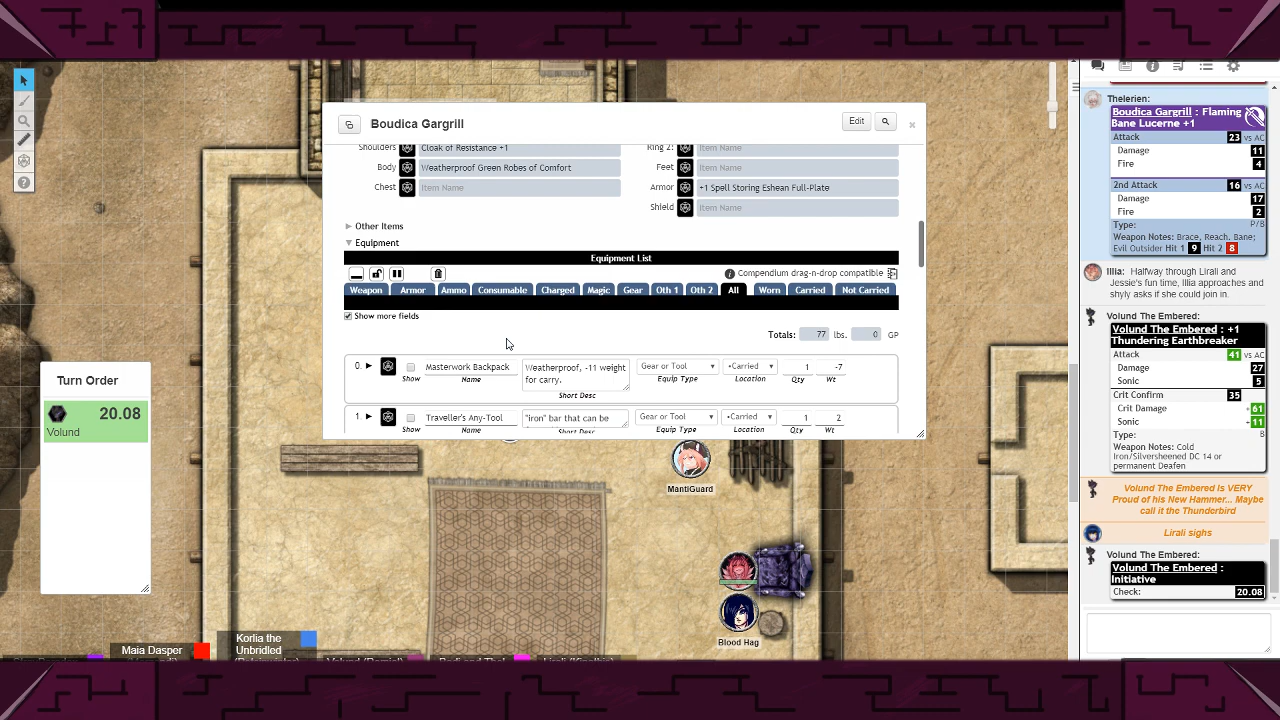 Boudica Gargrill
Edit
Shoulders
Cloak of Resistance +1
Ring 2:
Item Name
Body
Weatherproof Green Robes of Comfort
Feet
Item Name
Chest
Item Name
Armor
+1 Spell Storing Eshean Full-Plate
Shield
Item Name
Other Items
Equipment
Equipment List
Compendium drag-n-drop compatible
Weapon Armor Ammo Consumable Charged Magic Gear Oth 1 Oth 2 All Worn Carried Not Carried
Show more fields
Totals: 77 lbs. 0 GP
0.
Show
Masterwork Backpack
Name
Weatherproof, -11 weight
for carry.
Short Desc
Gear or Tool
Equip Type
•Carried
Location
1
Qty
-7
Wt
1.
Show
Traveller's Any-Tool
Name
"iron" bar that can be
Short Desc
Gear or Tool
Equip Type
•Carried
Location
1
Qty
2
Wt
Turn Order
20.08
Volund
MantiGuard
Blood Hag
Maia Dasper
Korlia the
Unbridled
Thelerien:
Boudica Gargrill : Flaming
Bane Lucerne +1
Attack 23 vs AC
Damage 11
Fire 4
2nd Attack 16 vs AC
Damage 17
Fire 2
Type: P/B
Weapon Notes: Brace, Reach. Bane;
Evil Outsider Hit 1 9 Hit 2 8
Illia: Halfway through Lirali and
Jessie's fun time, Illia approaches and
shyly asks if she could join in.
Volund The Embered:
Volund The Embered : +1
Thundering Earthbreaker
Attack 41 vs AC
Damage 27
Sonic 5
Crit Confirm 35
Crit Damage +61
Sonic +11
Type: B
Weapon Notes: Cold
Iron/Silversheened DC 14 or
permanent Deafen
Volund The Embered Is VERY
Proud of his New Hammer... Maybe
call it the Thunderbird
Lirali sighs
Volund The Embered:
Volund The Embered :
Initiative
Check: 20.08